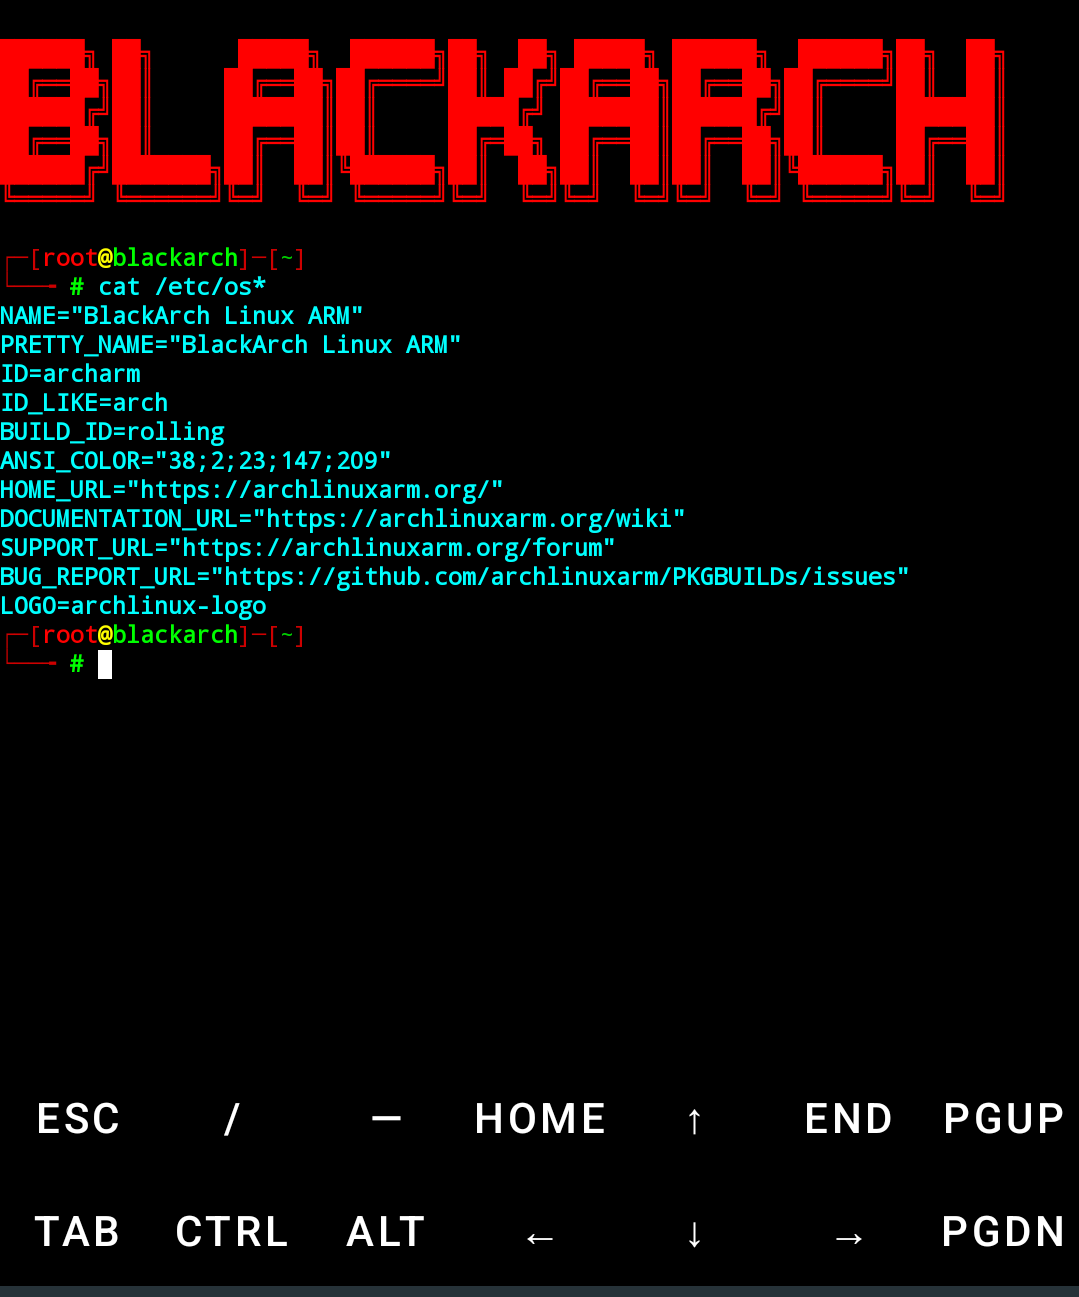 BLACKARCH
┌─[root@blackarch]─[~]
└──╼ # cat /etc/os*
NAME="BlackArch Linux ARM"
PRETTY_NAME="BlackArch Linux ARM"
ID=archarm
ID_LIKE=arch
BUILD_ID=rolling
ANSI_COLOR="38;2;23;147;209"
HOME_URL="https://archlinuxarm.org/"
DOCUMENTATION_URL="https://archlinuxarm.org/wiki"
SUPPORT_URL="https://archlinuxarm.org/forum"
BUG_REPORT_URL="https://github.com/archlinuxarm/PKGBUILDs/issues"
LOGO=archlinux-logo
┌─[root@blackarch]─[~]
└──╼ #
ESC / — HOME ↑ END PGUP
TAB CTRL ALT ← ↓ → PGDN